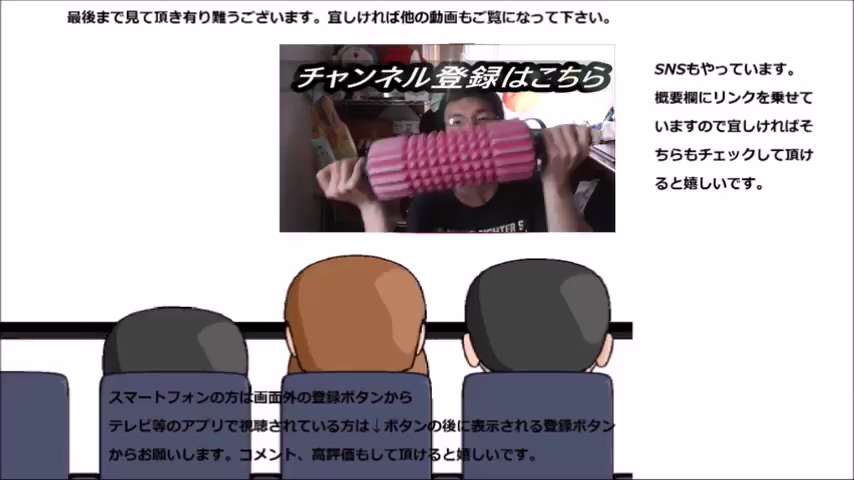 最後まで見て頂き有り難うございます。宜しければ他の動画もご覧になって下さい。
チャンネル登録はこちら
SNSもやっています。
概要欄にリンクを乗せて
いますので宜しければそ
ちらもチェックして頂け
ると嬉しいです。
スマートフォンの方は画面外の登録ボタンから
テレビ等のアプリで視聴されている方は↓ボタンの後に表示される登録ボタン
からお願いします。コメント、高評価もして頂けると嬉しいです。